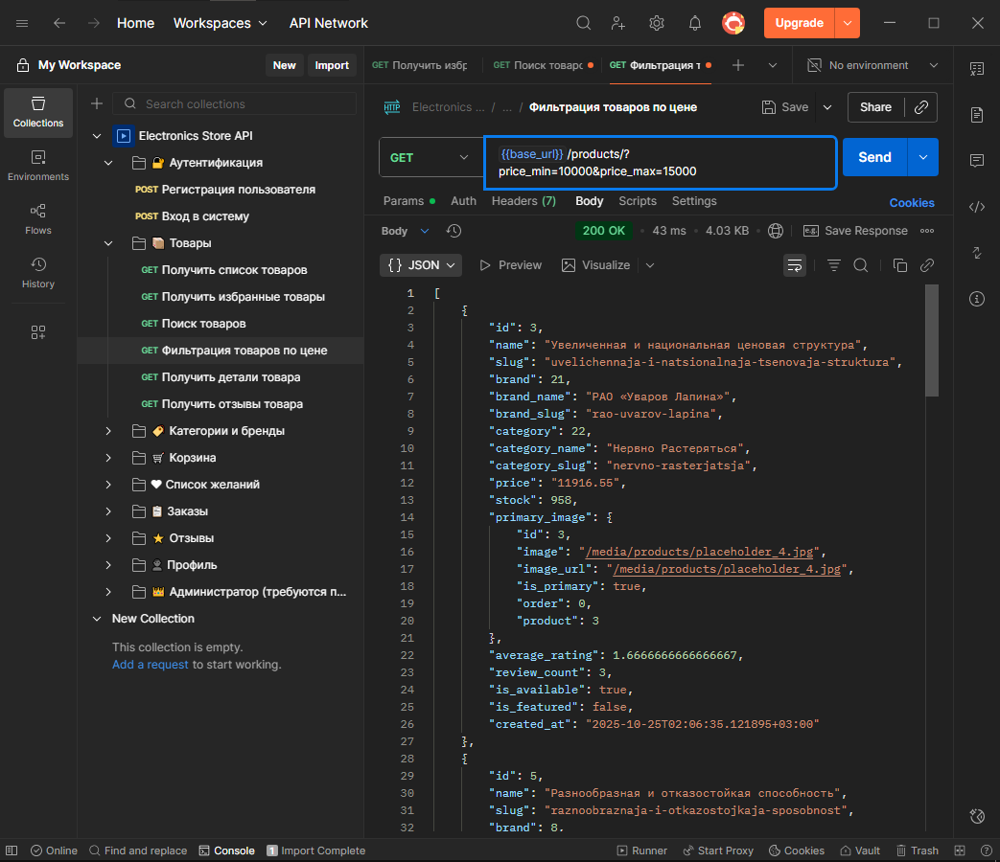 Home Workspaces API Network Upgrade
My Workspace New Import
GET Получить избр GET Поиск товарс GET Фильтрация т No environment
Collections
Environments
Flows
History
Search collections
Electronics Store API
Аутентификация
POST Регистрация пользователя
POST Вход в систему
Товары
GET Получить список товаров
GET Получить избранные товары
GET Поиск товаров
GET Фильтрация товаров по цене
GET Получить детали товара
GET Получить отзывы товара
Категории и бренды
Корзина
Список желаний
Заказы
Отзывы
Профиль
Администратор (требуются п...
New Collection
This collection is empty.
Add a request to start working.
HTTP Electronics ... / ... / Фильтрация товаров по цене Save Share
GET {{base_url}} /products/?
price_min=10000&price_max=15000
Send
Params Auth Headers (7) Body Scripts Settings Cookies
Body 200 OK 43 ms 4.03 KB e.g. Save Response
{} JSON Preview Visualize
1 [
2 {
3 "id": 3,
4 "name": "Увеличенная и национальная ценовая структура",
5 "slug": "uvelichennaja-i-natsionalnaja-tsenovaja-struktura",
6 "brand": 21,
7 "brand_name": "РАО «Уваров Лапина»",
8 "brand_slug": "rao-uvarov-lapina",
9 "category": 22,
10 "category_name": "Нервно Растеряться",
11 "category_slug": "nervno-rasterjatsja",
12 "price": "11916.55",
13 "stock": 958,
14 "primary_image": {
15 "id": 3,
16 "image": "/media/products/placeholder_4.jpg",
17 "image_url": "/media/products/placeholder_4.jpg",
18 "is_primary": true,
19 "order": 0,
20 "product": 3
21 },
22 "average_rating": 1.6666666666666667,
23 "review_count": 3,
24 "is_available": true,
25 "is_featured": false,
26 "created_at": "2025-10-25T02:06:35.121895+03:00"
27 },
28 {
29 "id": 5,
30 "name": "Разнообразная и отказостойкая способность",
31 "slug": "raznoobraznaja-i-otkazostojkaja-sposobnost",
32 "brand": 8,
Online Find and replace Console 1 Import Complete Runner Start Proxy Cookies Vault Trash